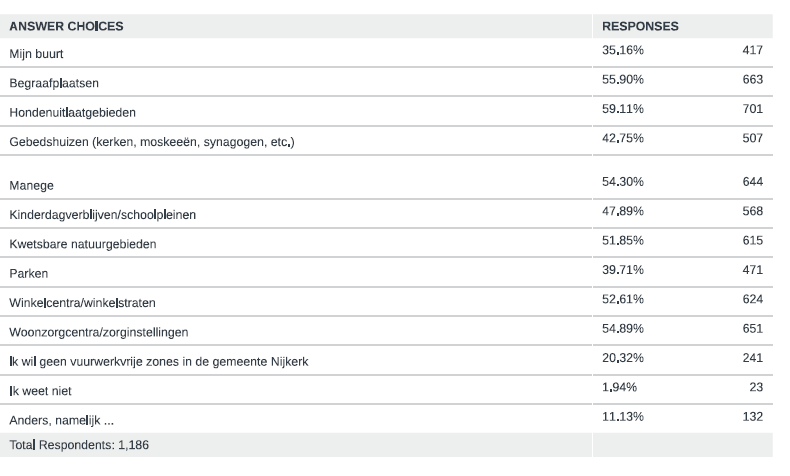 ANSWER CHOICES RESPONSES
Mijn buurt 35,16% 417
Begraafplaatsen 55.90% 663
Hondenuitlaatgebieden 59.11% 701
Gebedshuizen (kerken, moskeeën, synagogen, etc.) 42,75% 507
Manege 54.30% 644
Kinderdagverblijven/schoolpleinen 47,89% 568
Kwetsbare natuurgebieden 51.85% 615
Parken 39.71% 471
Winkelcentra/winkelstraten 52,61% 624
Woonzorgcentra/zorginstellingen 54,89% 651
Ik wil geen vuurwerkvrije zones in de gemeente Nijkerk 20,32% 241
Ik weet niet 1,94% 23
Anders, namelijk ... 11.13% 132
Total Respondents: 1,186